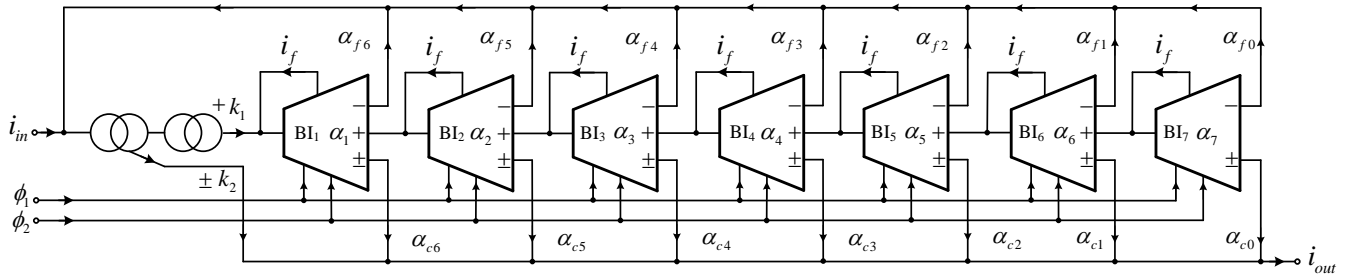 α_f6 α_f5 α_f4 α_f3 α_f2 α_f1 α_f0
i_f i_f i_f i_f i_f i_f i_f
+k_1
− − − − − − −
i_in BI_1 α_1 + BI_2 α_2 + BI_3 α_3 + BI_4 α_4 + BI_5 α_5 + BI_6 α_6 + BI_7 α_7
± ± ± ± ± ± ±
± k_2
ϕ_1
ϕ_2
α_c6 α_c5 α_c4 α_c3 α_c2 α_c1 α_c0
i_out